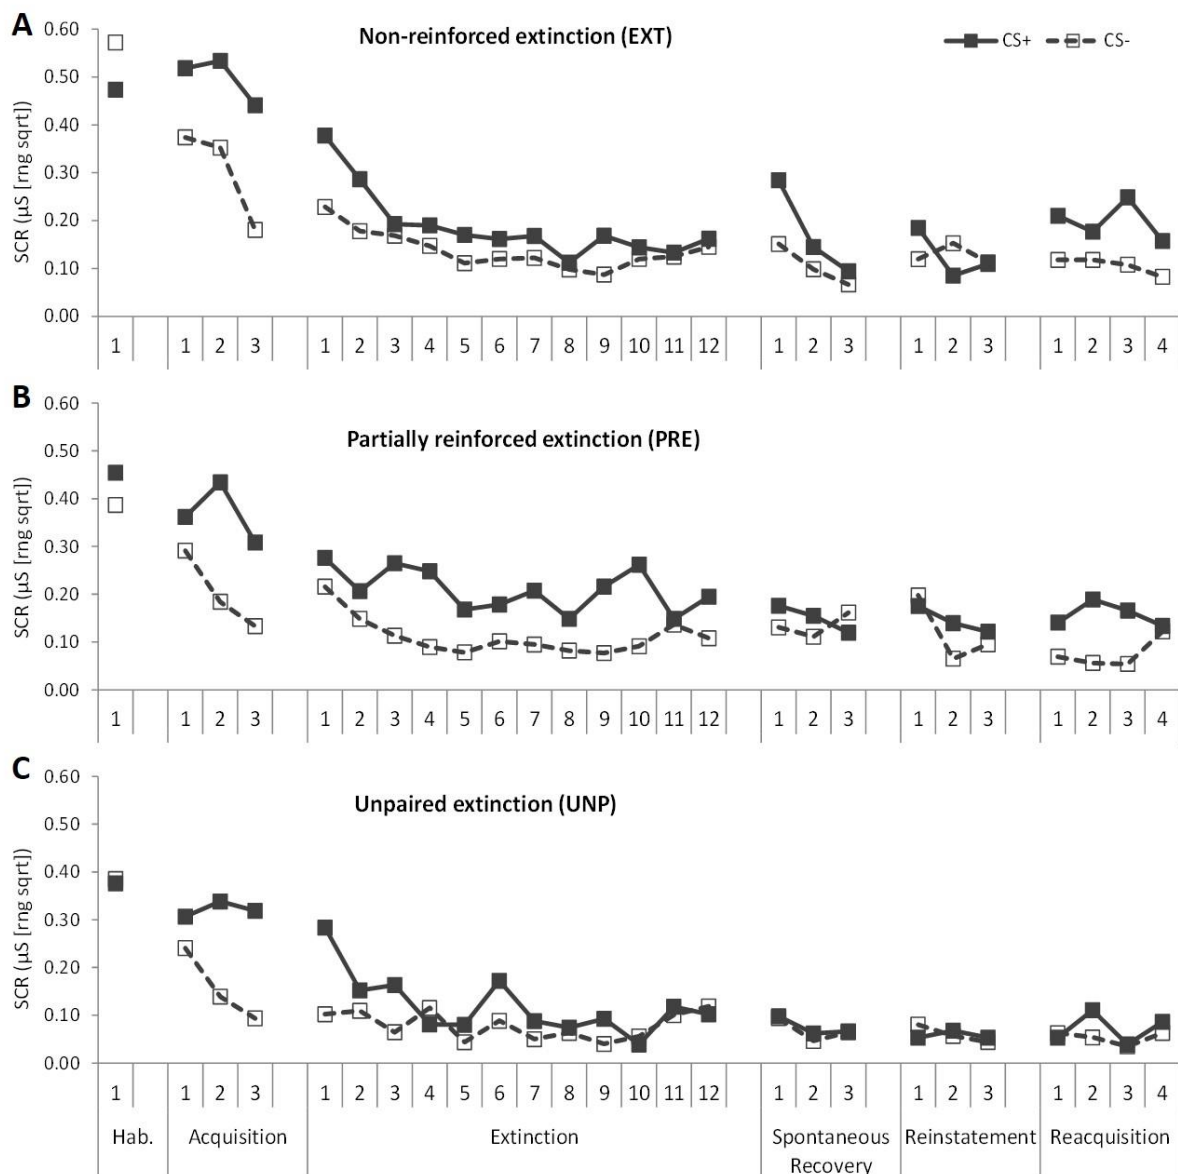 A
Non-reinforced extinction (EXT)
CS+ CS-
SCR (µS [rng sqrt])
0.60
0.50
0.40
0.30
0.20
0.10
0.00
1 1 2 3 1 2 3 4 5 6 7 8 9 10 11 12 1 2 3 1 2 3 1 2 3 4
B
Partially reinforced extinction (PRE)
SCR (µS [rng sqrt])
0.60
0.50
0.40
0.30
0.20
0.10
0.00
1 1 2 3 1 2 3 4 5 6 7 8 9 10 11 12 1 2 3 1 2 3 1 2 3 4
C
Unpaired extinction (UNP)
SCR (µS [rng sqrt])
0.60
0.50
0.40
0.30
0.20
0.10
0.00
1 1 2 3 1 2 3 4 5 6 7 8 9 10 11 12 1 2 3 1 2 3 1 2 3 4
Hab. Acquisition Extinction Spontaneous Reinstatement Reacquisition
Recovery